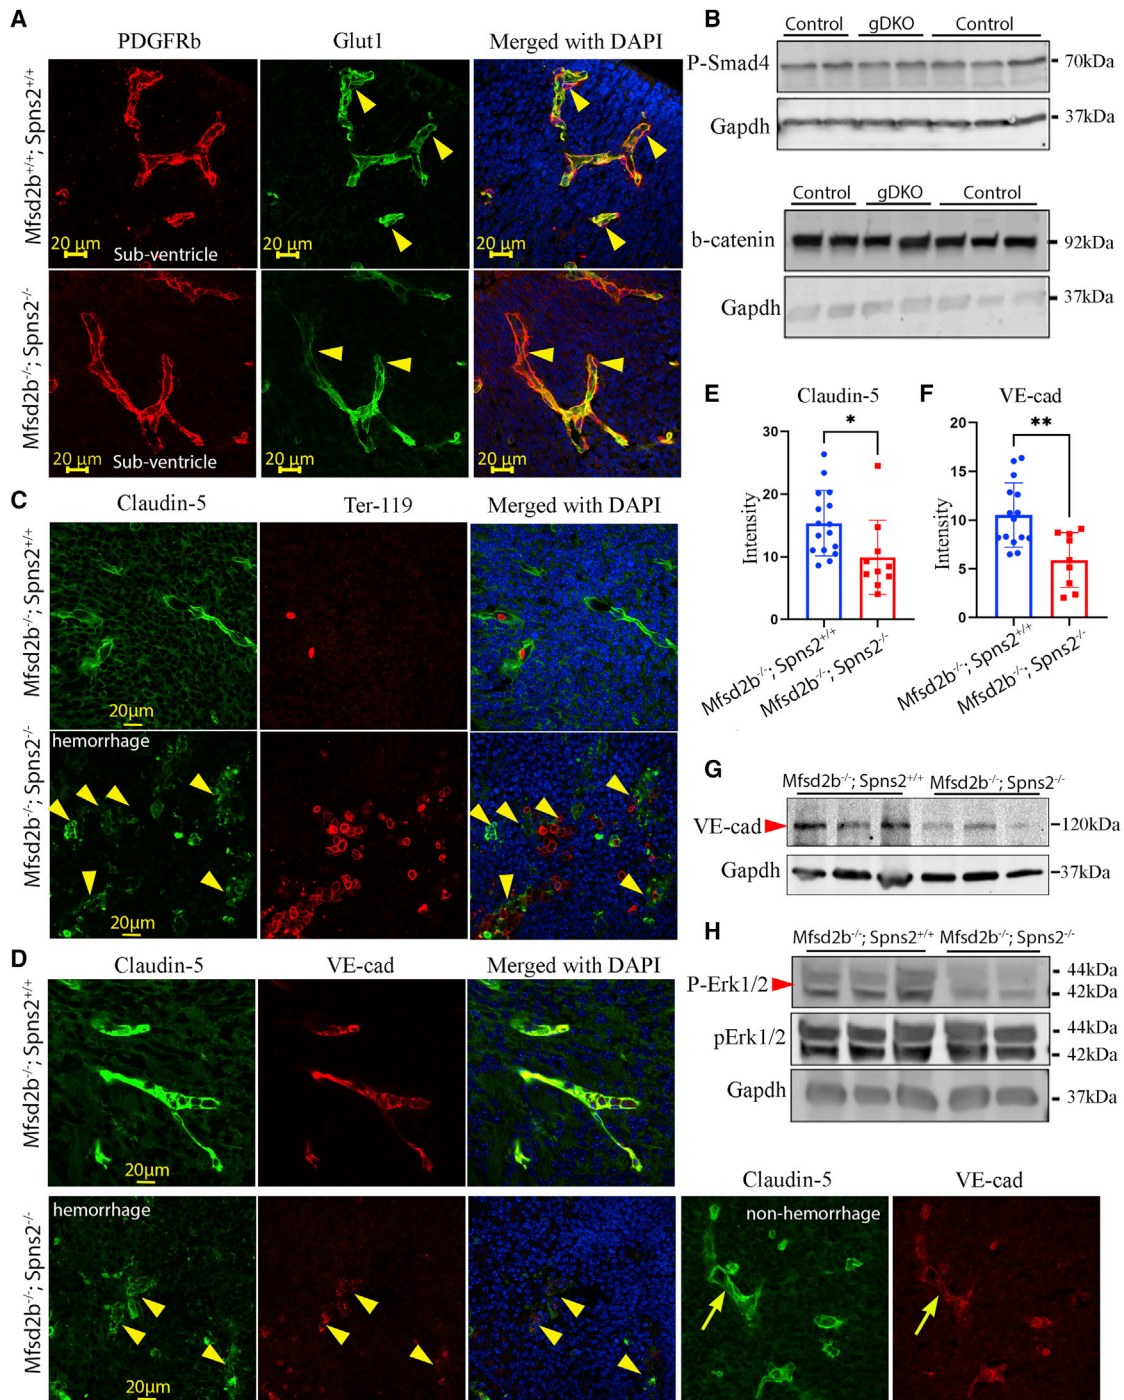 A
PDGFRb
Glut1
Merged with DAPI
Mfsd2b+/+; Spns2+/+
20 µm
Sub-ventricle
20 µm
20 µm
Mfsd2b-/-; Spns2-/-
20 µm
Sub-ventricle
20 µm
20 µm
B
Control
gDKO
Control
P-Smad4
70kDa
Gapdh
37kDa
Control
gDKO
Control
b-catenin
92kDa
Gapdh
37kDa
C
Claudin-5
Ter-119
Merged with DAPI
Mfsd2b-/-; Spns2+/+
20µm
Mfsd2b-/-; Spns2-/-
hemorrhage
20µm
D
Claudin-5
VE-cad
Merged with DAPI
Mfsd2b-/-; Spns2+/+
20µm
Mfsd2b-/-; Spns2-/-
hemorrhage
20µm
Claudin-5
VE-cad
non-hemorrhage
E
Claudin-5
*
Intensity
30
20
10
0
Mfsd2b-/-; Spns2+/+
Mfsd2b-/-; Spns2-/-
F
VE-cad
**
Intensity
20
15
10
5
0
Mfsd2b-/-; Spns2+/+
Mfsd2b-/-; Spns2-/-
G
Mfsd2b-/-; Spns2+/+
Mfsd2b-/-; Spns2-/-
VE-cad
120kDa
Gapdh
37kDa
H
Mfsd2b-/-; Spns2+/+
Mfsd2b-/-; Spns2-/-
P-Erk1/2
44kDa
42kDa
pErk1/2
44kDa
42kDa
Gapdh
37kDa